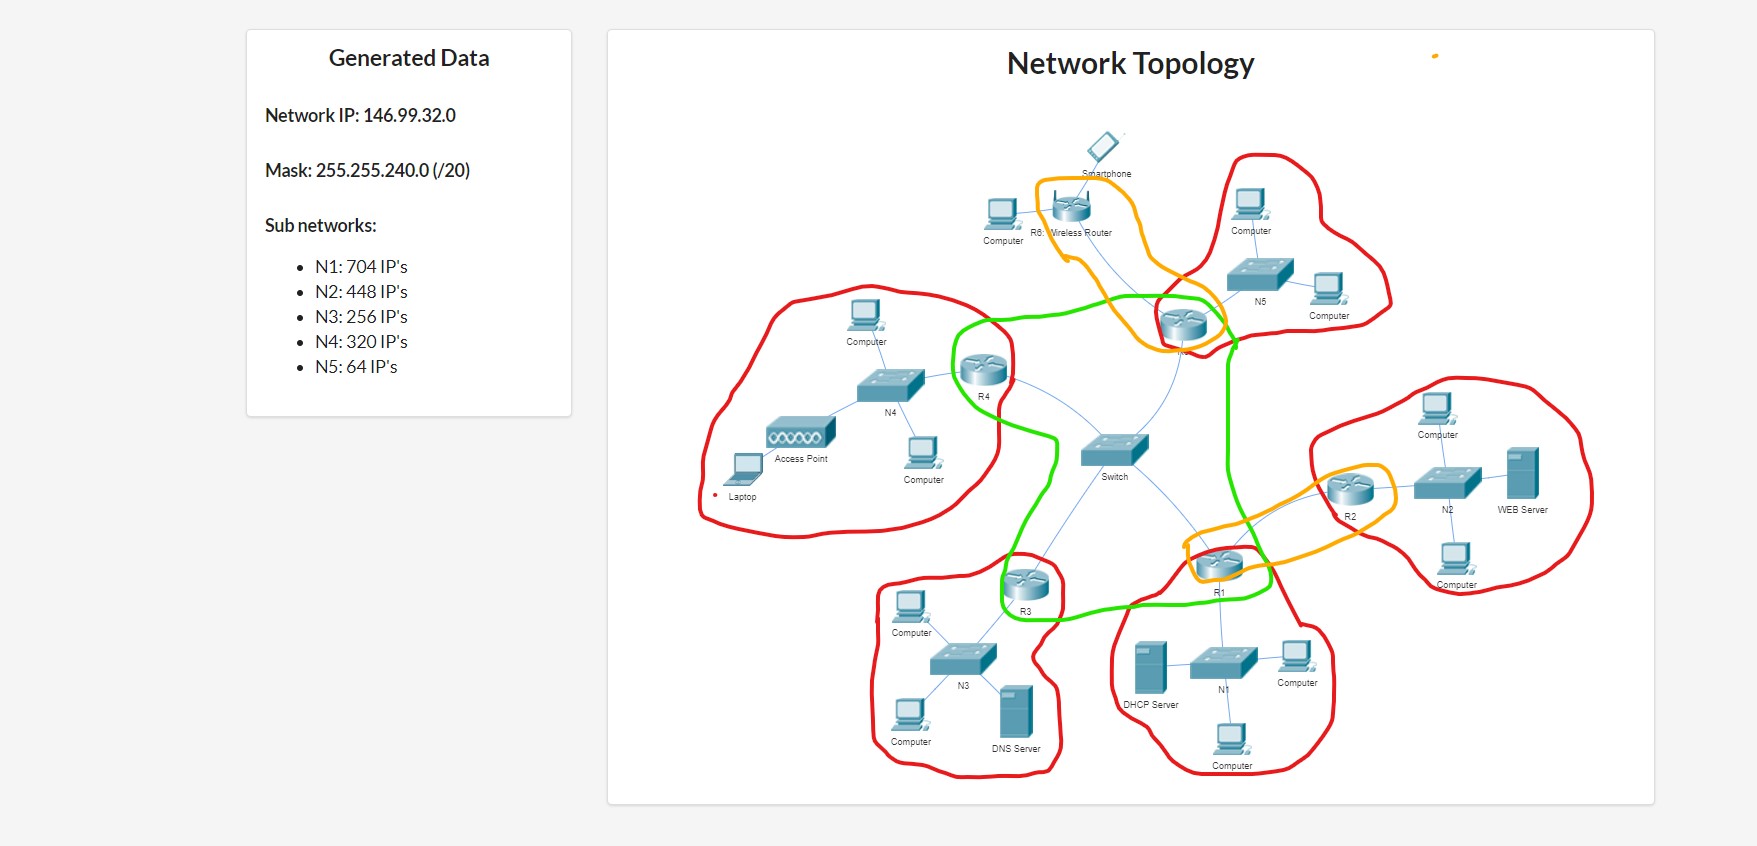 Generated Data
Network IP: 146.99.32.0
Mask: 255.255.240.0 (/20)
Sub networks:
N1: 704 IP's
N2: 448 IP's
N3: 256 IP's
N4: 320 IP's
N5: 64 IP's
Network Topology
Smartphone
Computer
R6: Wireless Router
Computer
N5
Computer
Computer
R4
N4
Access Point
Computer
Laptop
Switch
Computer
R2
N2
WEB Server
Computer
R3
Computer
N3
Computer
DNS Server
R1
N1
Computer
DHCP Server
Computer